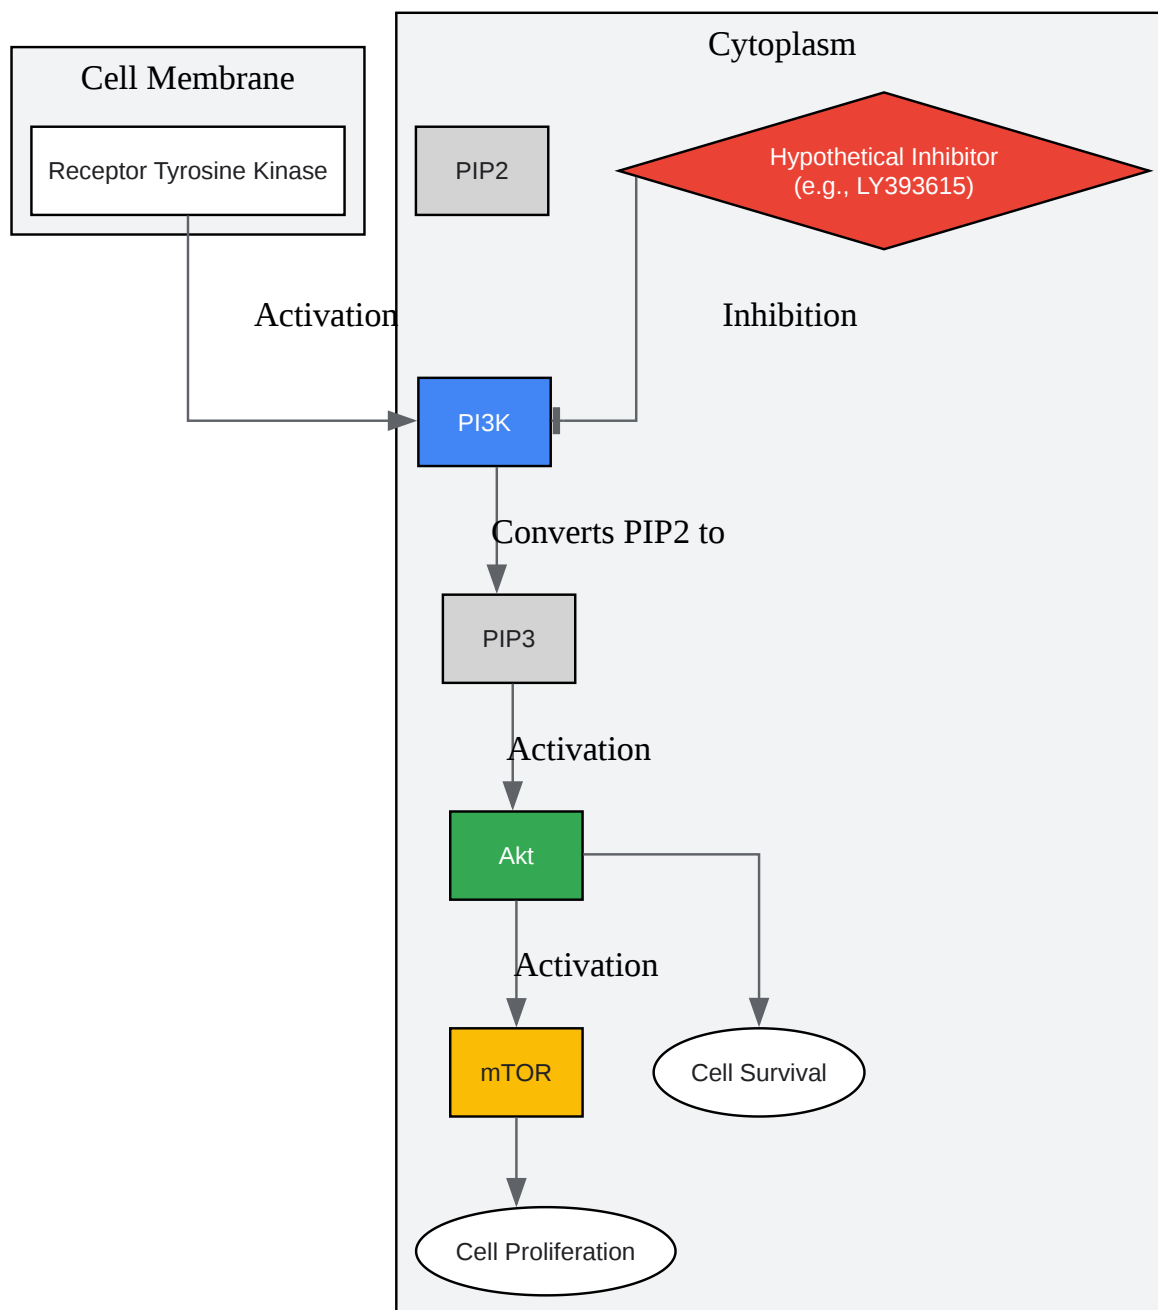 Cytoplasm
Cell Membrane
Receptor Tyrosine Kinase
PIP2
Hypothetical Inhibitor
(e.g., LY393615)
Activation
Inhibition
PI3K
Converts PIP2 to
PIP3
Activation
Akt
Activation
mTOR
Cell Survival
Cell Proliferation